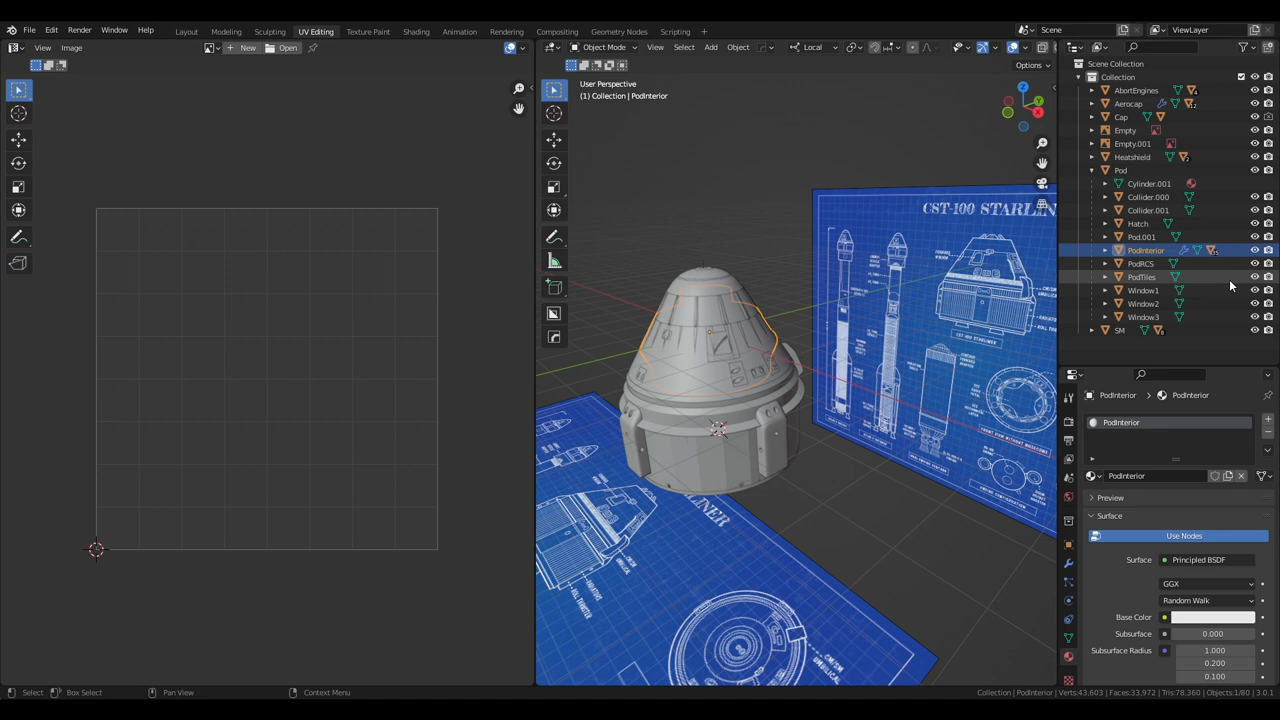 File Edit Render Window Help
Layout Modeling Sculpting UV Editing Texture Paint Shading Animation Rendering Compositing Geometry Nodes Scripting +
Scene
ViewLayer
View Image
New Open
Object Mode View Select Add Object Local
Options
User Perspective
(1) Collection | PodInterior
Z
Y
X
CST-100 STARLINER
CST-100 STARLINER
Scene Collection
Collection
AbortEngines
Aerocap
Cap
Empty
Empty.001
Heatshield
Pod
Cylinder.001
Collider.000
Collider.001
Hatch
Pod.001
PodInterior
PodRCS
PodTiles
Window1
Window2
Window3
SM
PodInterior > PodInterior
PodInterior
PodInterior
Preview
Surface
Use Nodes
Surface Principled BSDF
GGX
Random Walk
Base Color
Subsurface 0.000
Subsurface Radius 1.000
0.200
0.100
Select Box Select Pan View Context Menu
Collection | PodInterior | Verts:43,603 | Faces:33,972 | Tris:78,360 | Objects:1/80 | 3.0.1